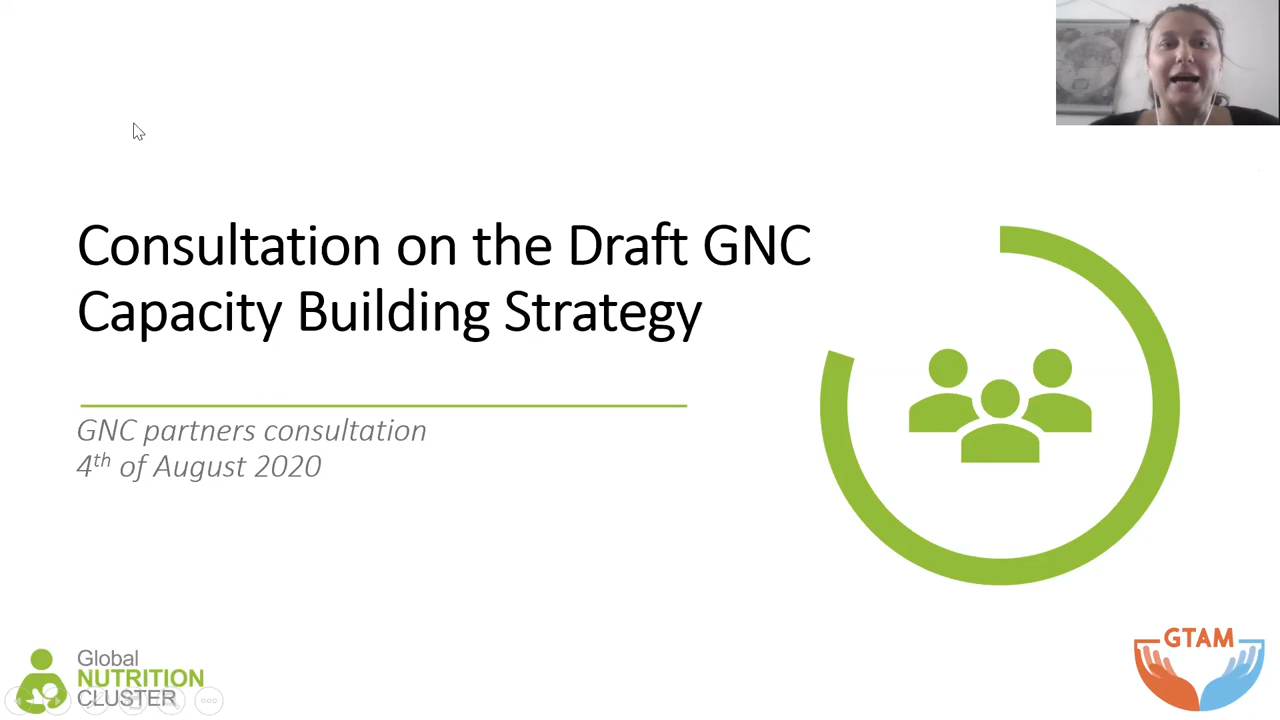 Consultation on the Draft GNC
Capacity Building Strategy
GNC partners consultation
4th of August 2020
Global
NUTRITION
CLUSTER
GTAM